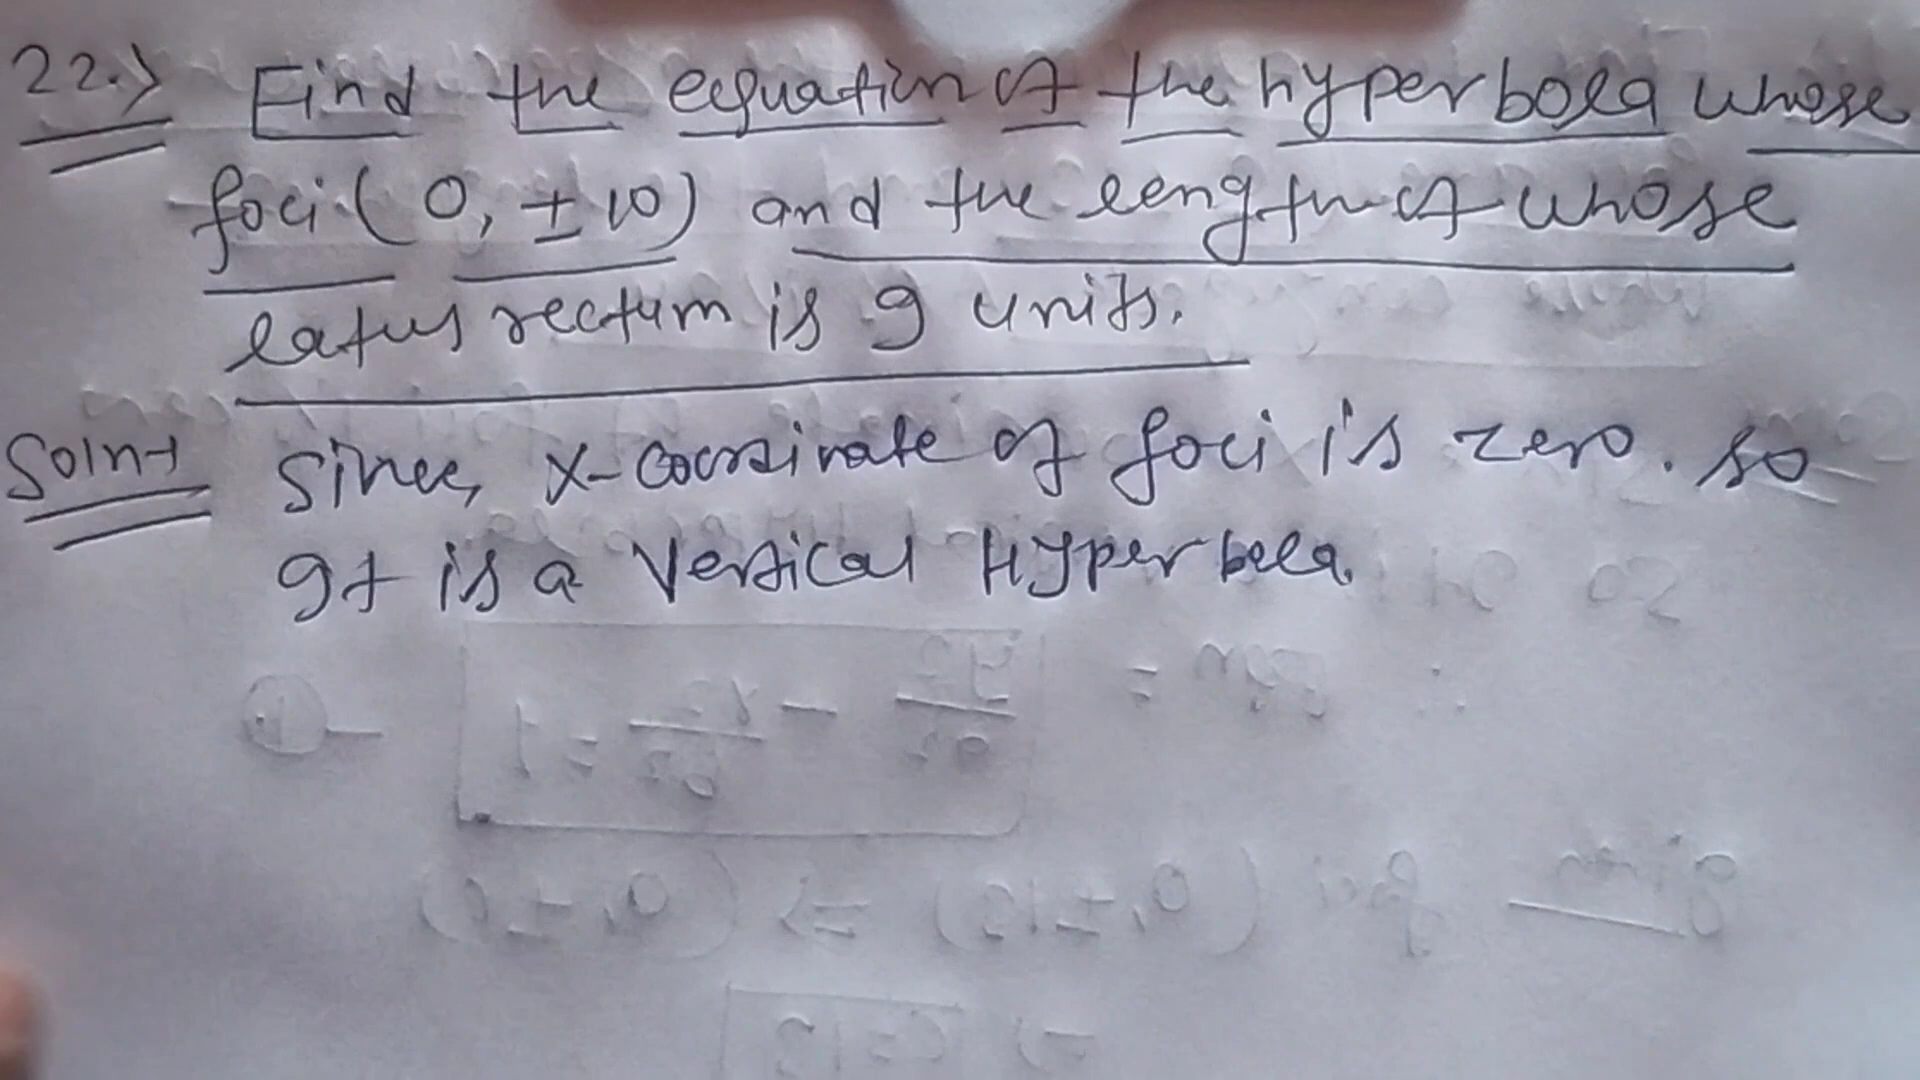 22.) Find the equation of the hyperbola whose
foci (0, ±10) and the length of whose
latus rectum is 9 units.
Soln→ Since, x-coordinate of foci is zero. so
It is a Vertical Hyperbola.